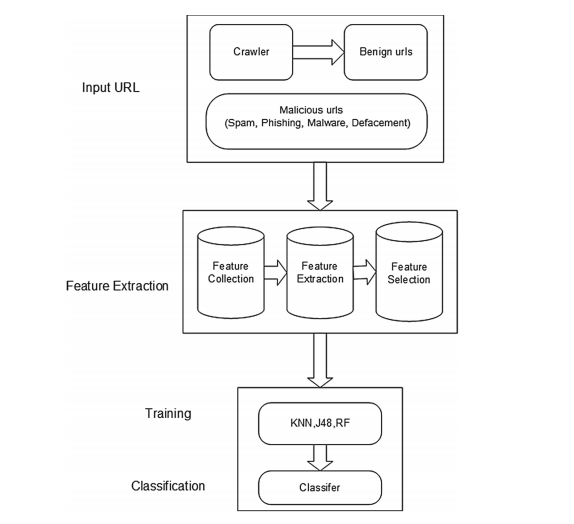 Crawler
Benign urls
Input URL
Malicious urls
(Spam, Phishing, Malware, Defacement)
Feature Extraction
Feature
Collection
Feature
Extraction
Feature
Selection
Training
KNN,J48,RF
Classification
Classifer